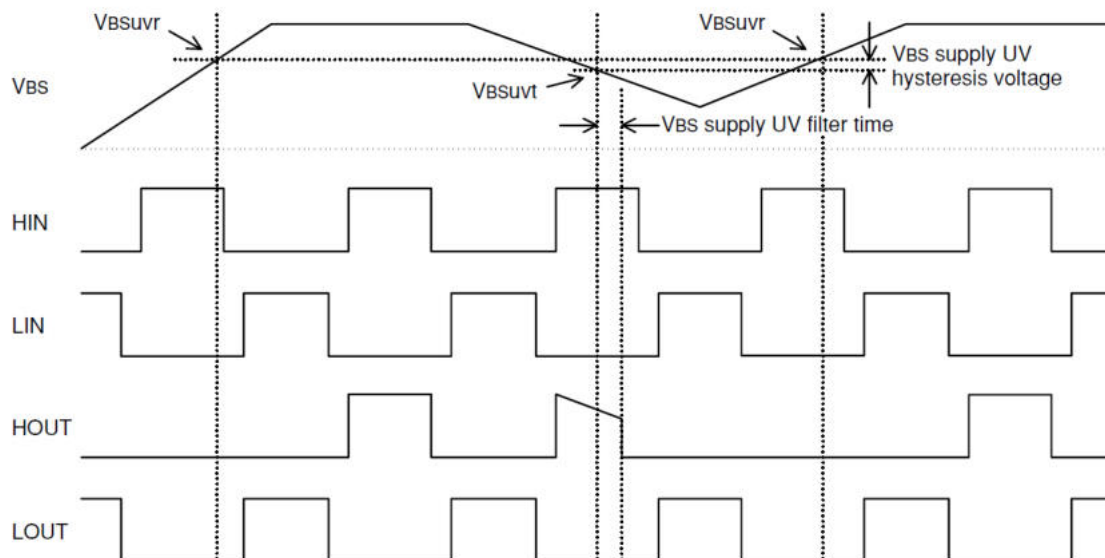 VBSuvr
VBSuvr
VBS supply UV
hysteresis voltage
VBS
VBSuvt
VBS supply UV filter time
HIN
LIN
HOUT
LOUT